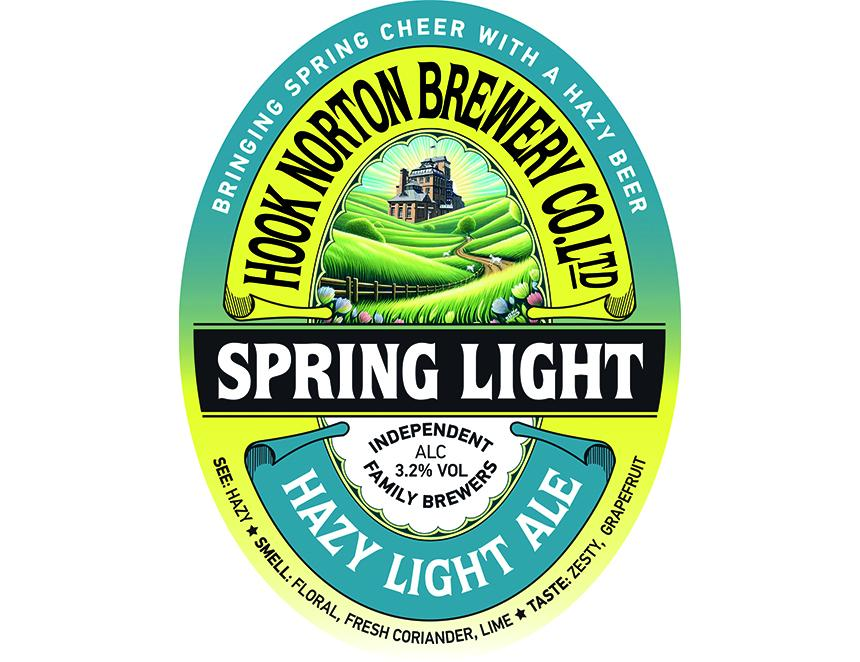 BRINGING SPRING CHEER WITH A HAZY BEER
HOOK NORTON BREWERY CO. LTD
SPRING LIGHT
INDEPENDENT
ALC
3.2% VOL
FAMILY BREWERS
HAZY LIGHT ALE
SEE: HAZY ★ SMELL: FLORAL, FRESH CORIANDER, LIME ★ TASTE: ZESTY, GRAPEFRUIT